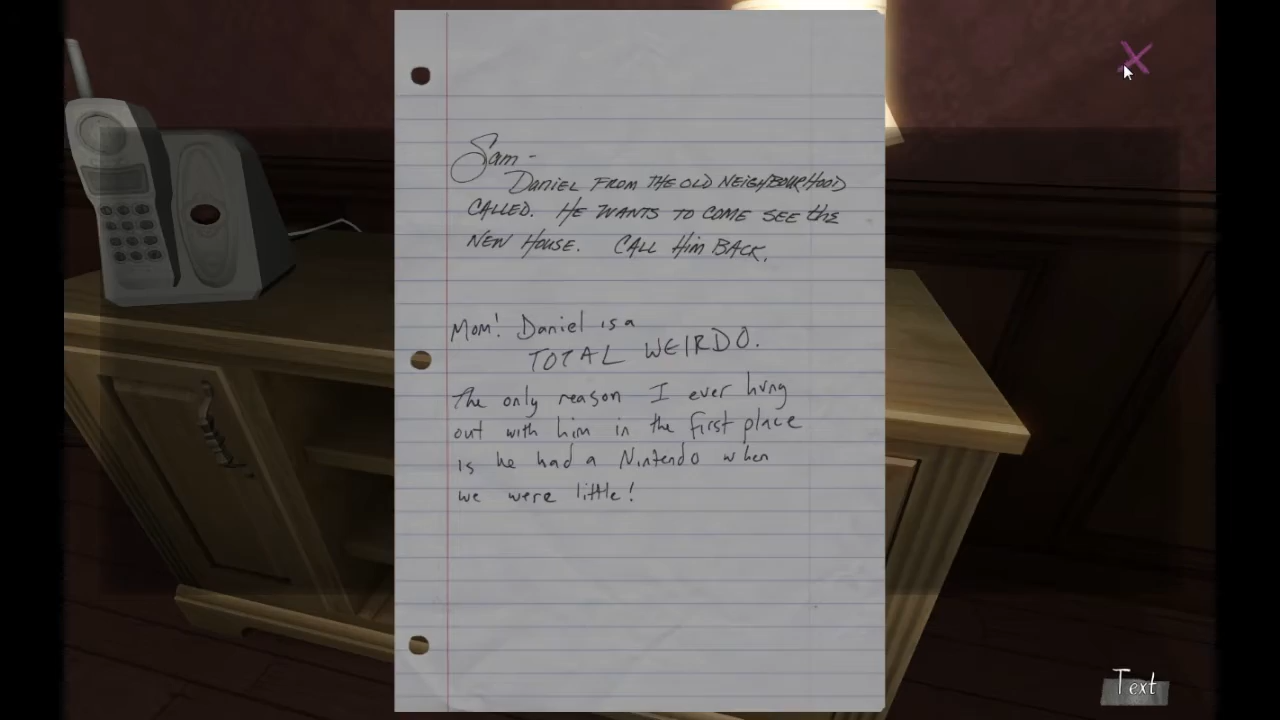 Sam -
DANIEL FROM THE OLD NEIGHBOURHOOD
CALLED. HE WANTS TO COME SEE the
NEW HOUSE. CALL HIM BACK.
Mom! Daniel is a
TOTAL WEIRDO.
The only reason I ever hung
out with him in the first place
is he had a Nintendo when
we were little!
Text